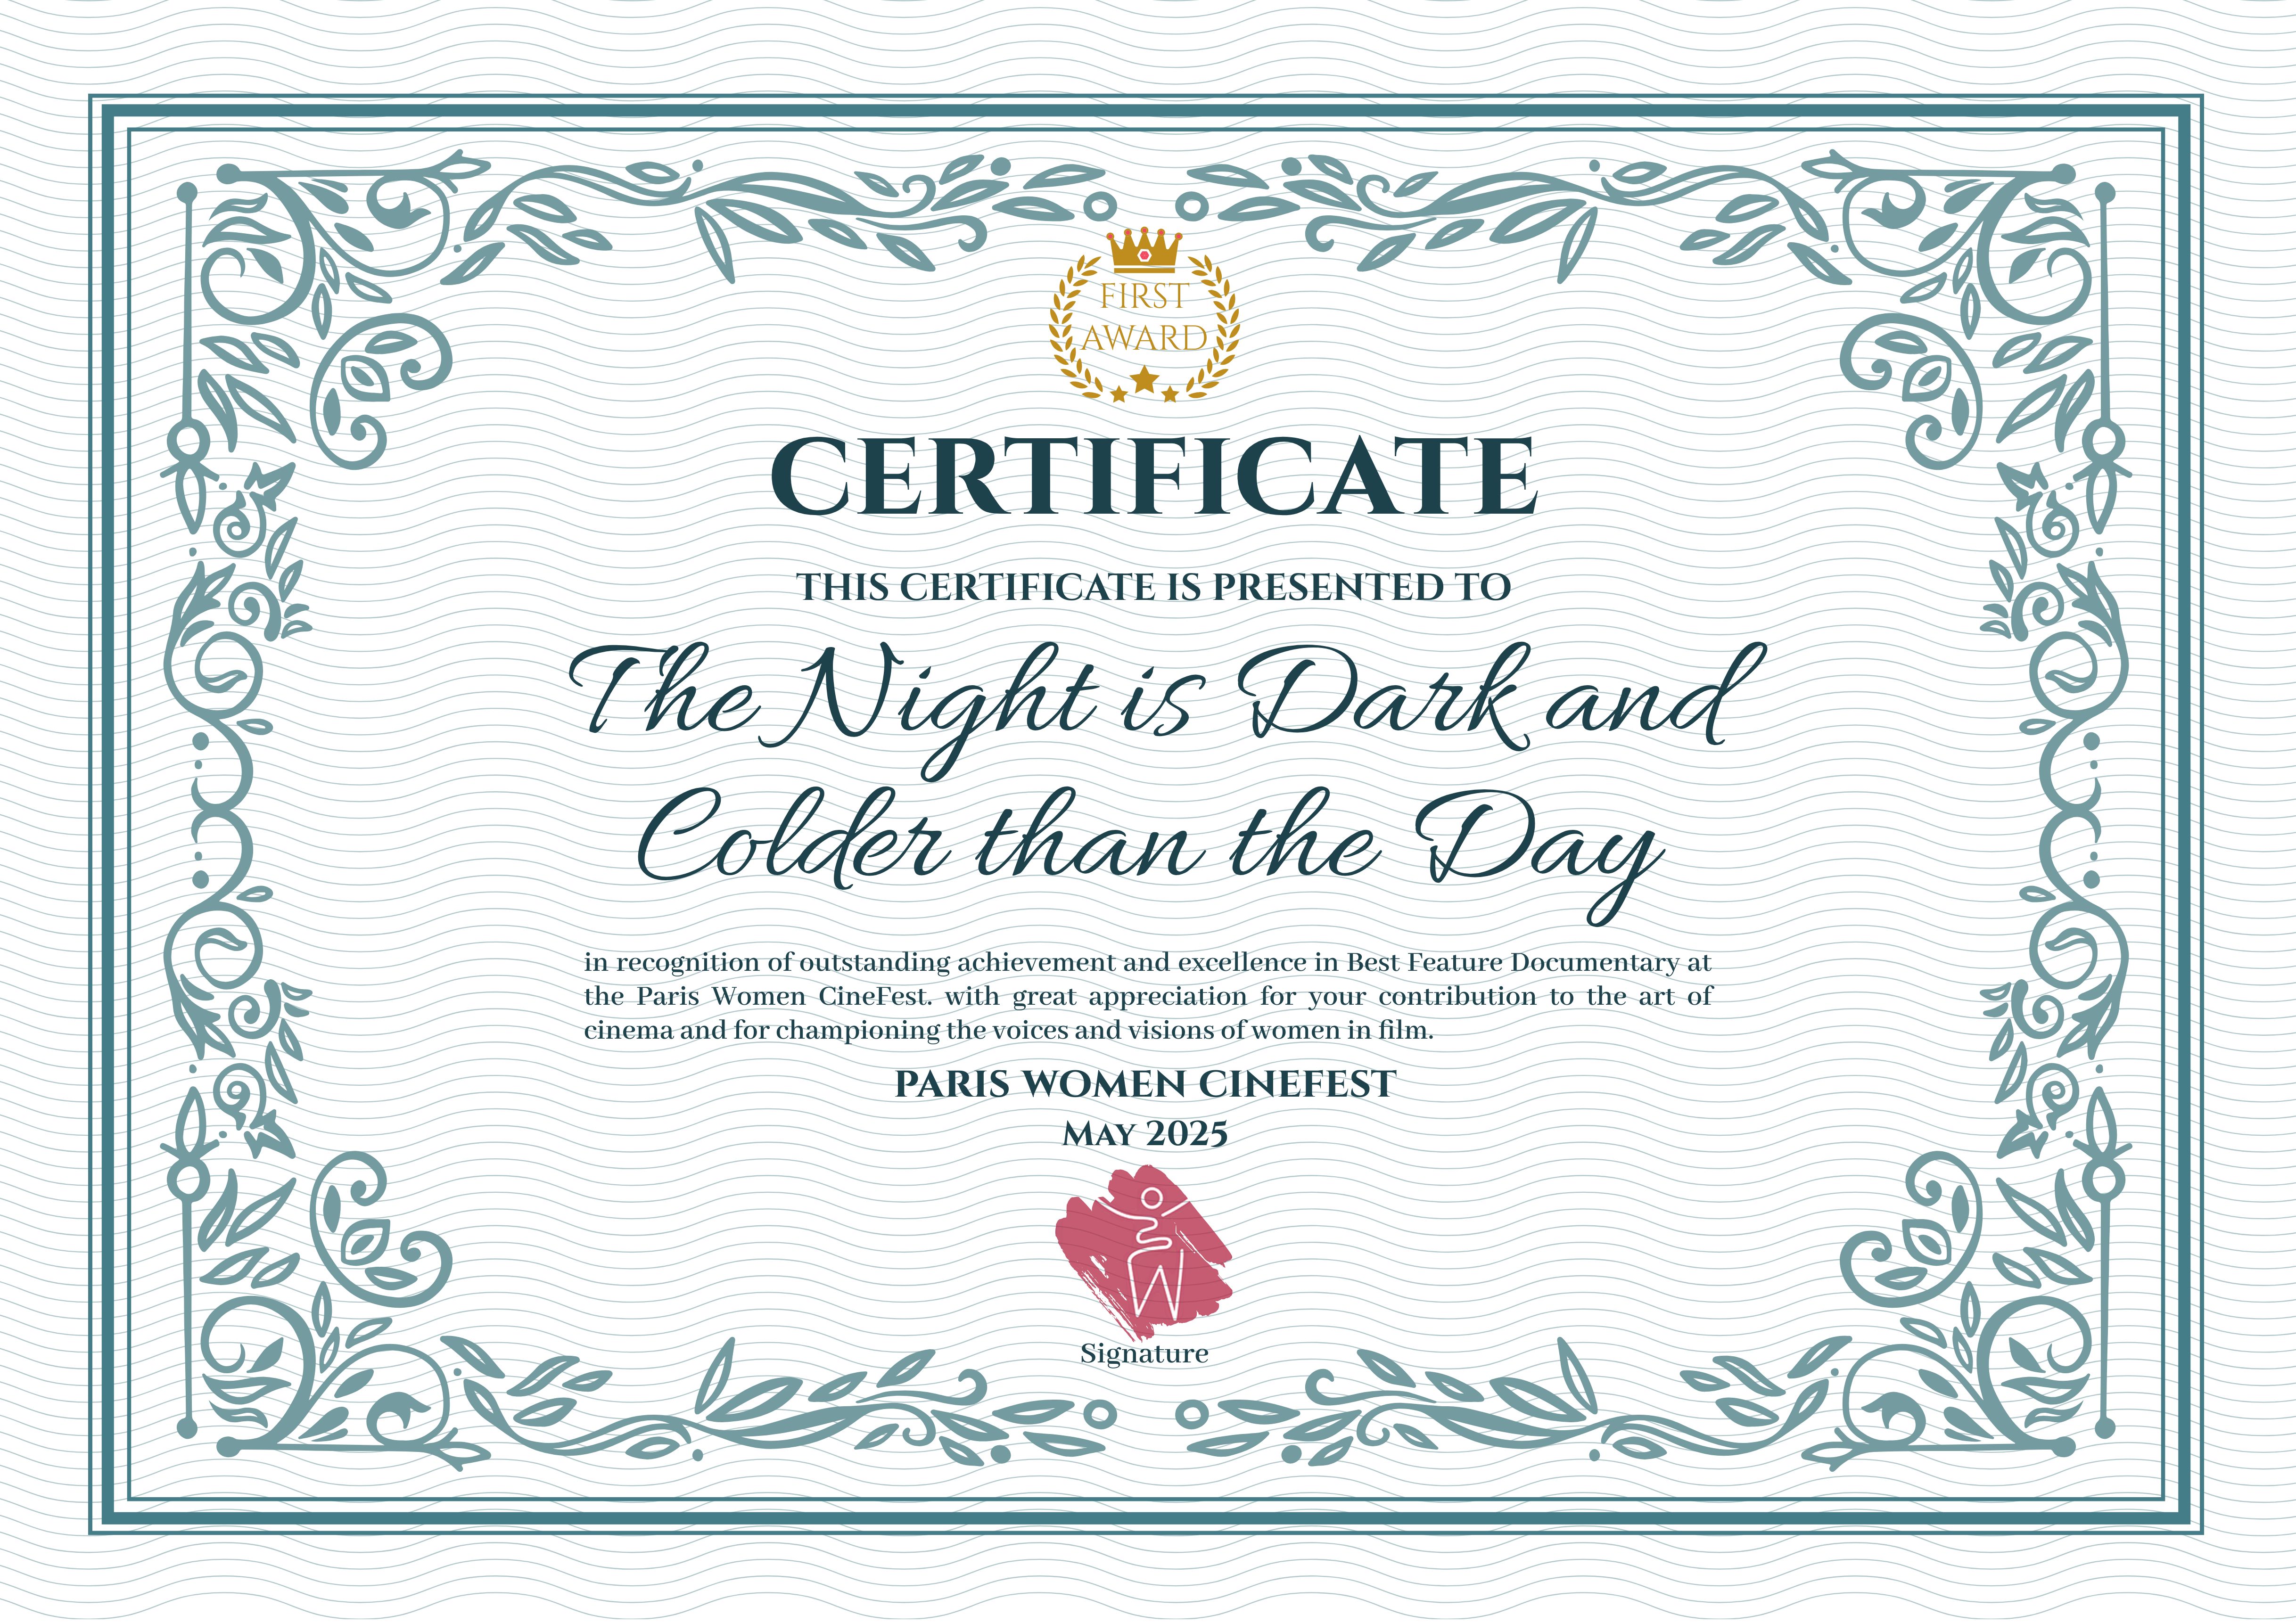 FIRST
AWARD
CERTIFICATE
THIS CERTIFICATE IS PRESENTED TO
The Night is Dark and
Colder than the Day
in recognition of outstanding achievement and excellence in Best Feature Documentary at
the Paris Women CineFest. with great appreciation for your contribution to the art of
cinema and for championing the voices and visions of women in film.
PARIS WOMEN CINEFEST
MAY 2025
Signature